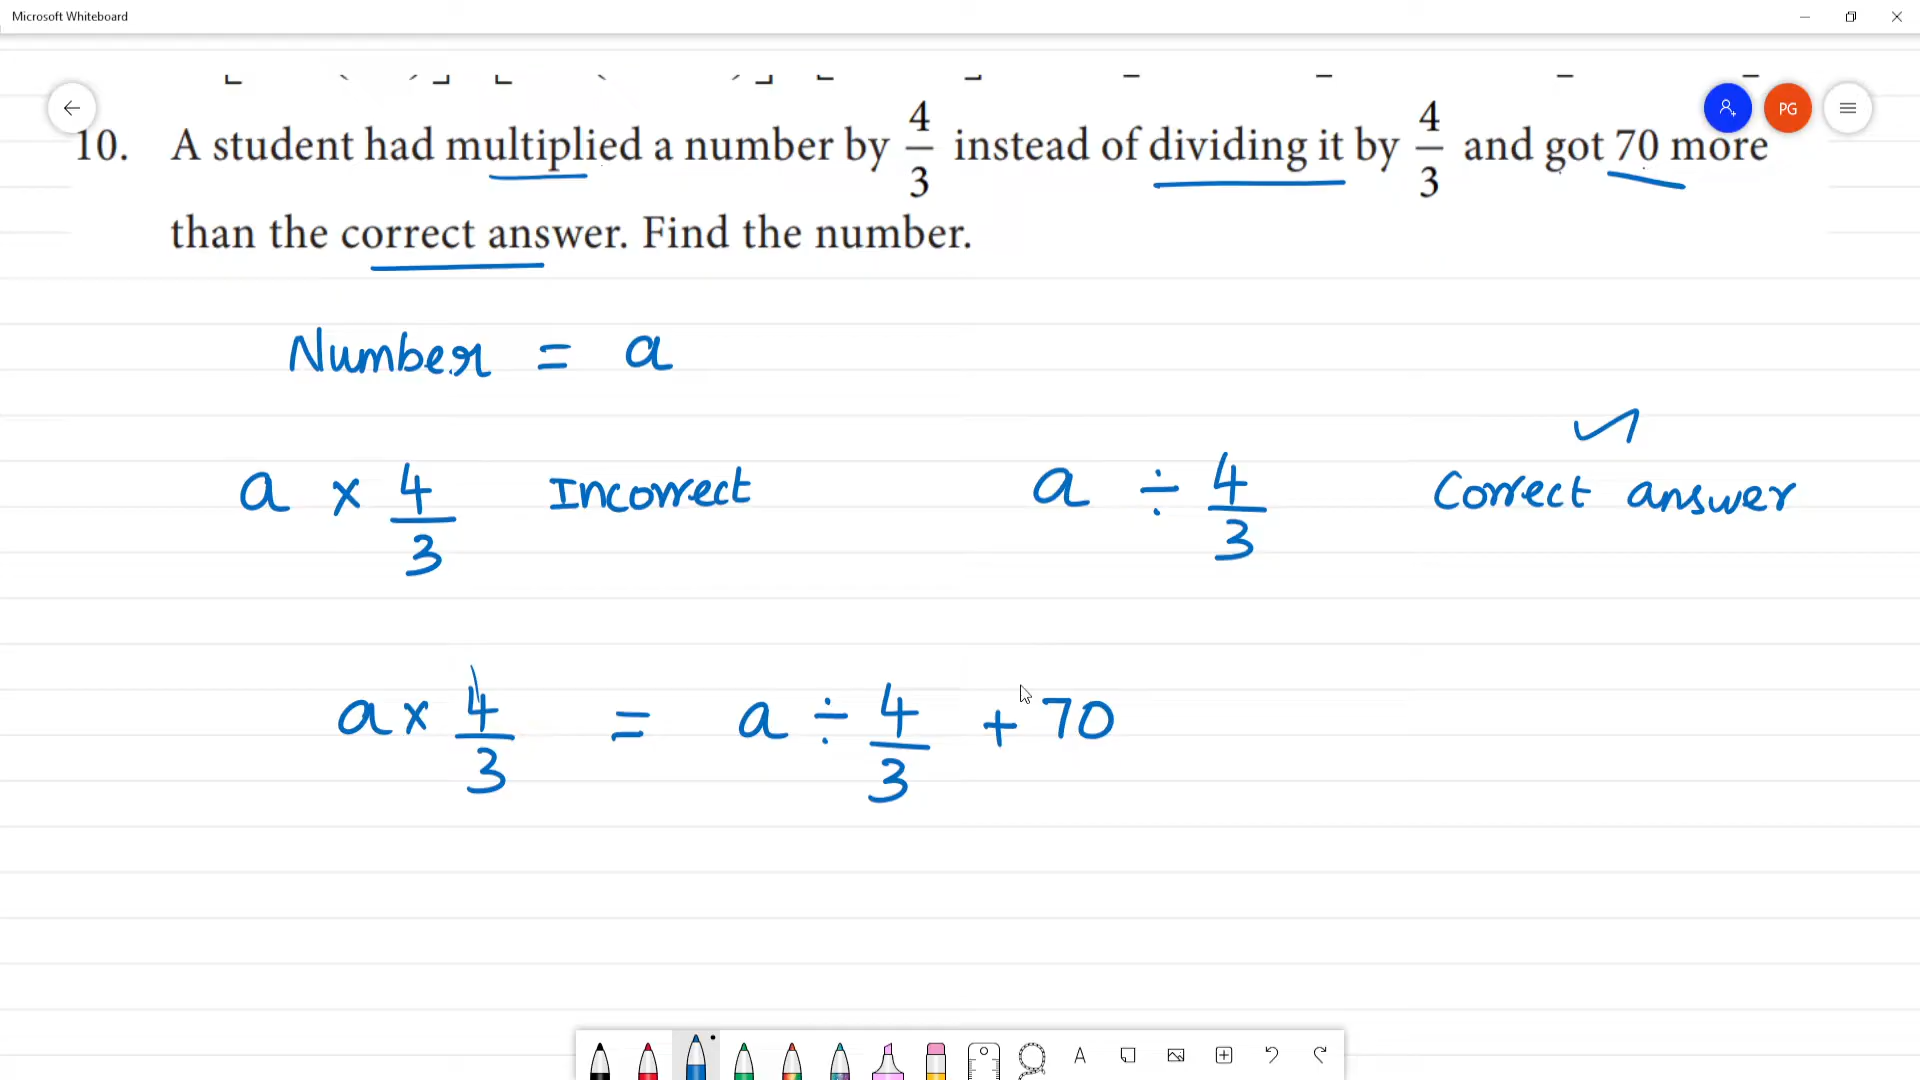 Microsoft Whiteboard
PG
10. A student had multiplied a number by 4/3 instead of dividing it by 4/3 and got 70 more
than the correct answer. Find the number.
Number = a
a × 4/3 Incorrect a ÷ 4/3 Correct answer
a × 4/3 = a ÷ 4/3 + 70
A